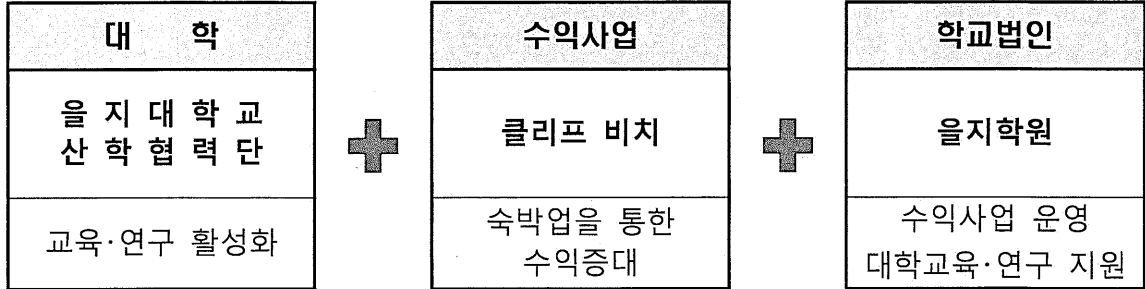 대 학
을 지 대 학 교
산 학 협 력 단
교육·연구 활성화
수익사업
클리프 비치
숙박업을 통한
수익증대
학교법인
을지학원
수익사업 운영
대학교육·연구 지원